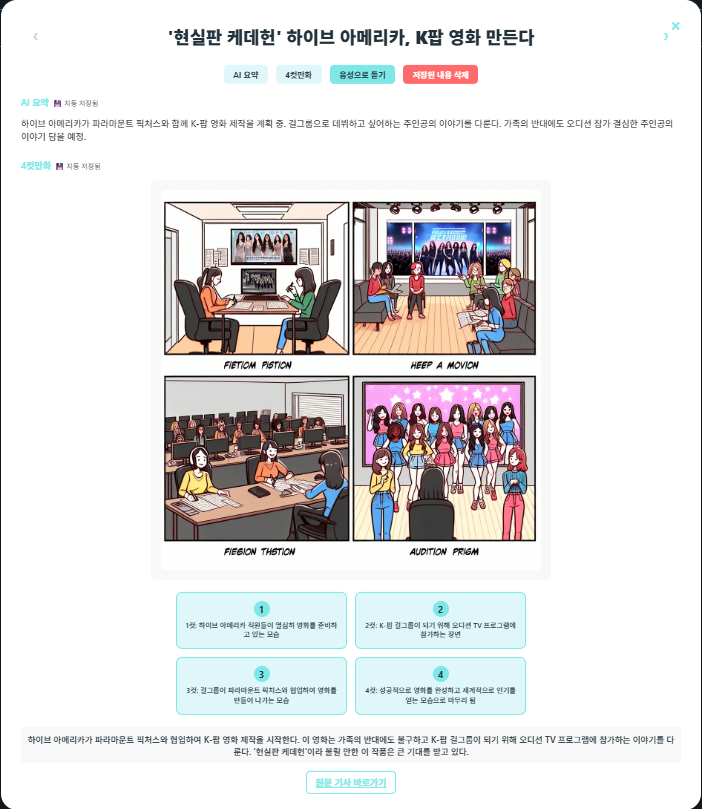 '현실판 케데헌' 하이브 아메리카, K팝 영화 만든다
AI 요약
4컷만화
음성으로 듣기
저장된 내용 삭제
AI 요약 자동 저장됨
하이브 아메리카가 파라마운트 픽처스와 함께 K-팝 영화 제작을 계획 중. 걸그룹으로 데뷔하고 싶어하는 주인공의 이야기를 다룬다. 가족의 반대에도 오디션 참가 결심한 주인공의
이야기 담을 예정.
4컷만화 자동 저장됨
FIETIOM PISTION
HEEP A MOVION
FIEGION THSTION
AUDITION PRIGM
1
1컷: 하이브 아메리카 직원들이 열심히 영화를 준비하
고 있는 모습
2
2컷: K-팝 걸그룹이 되기 위해 오디션 TV 프로그램에
참가하는 장면
3
3컷: 걸그룹이 파라마운트 픽처스와 협업하여 영화를
만들어 나가는 모습
4
4컷: 성공적으로 영화를 완성하고 세계적으로 인기를
얻는 모습으로 마무리 됨
하이브 아메리카가 파라마운트 픽처스와 협업하여 K-팝 영화 제작을 시작한다. 이 영화는 가족의 반대에도 불구하고 K-팝 걸그룹이 되기 위해 오디션 TV 프로그램에 참가하는 이야기를 다
룬다. '현실판 케데헌'이라 불릴 만한 이 작품은 큰 기대를 받고 있다.
원문 기사 바로가기